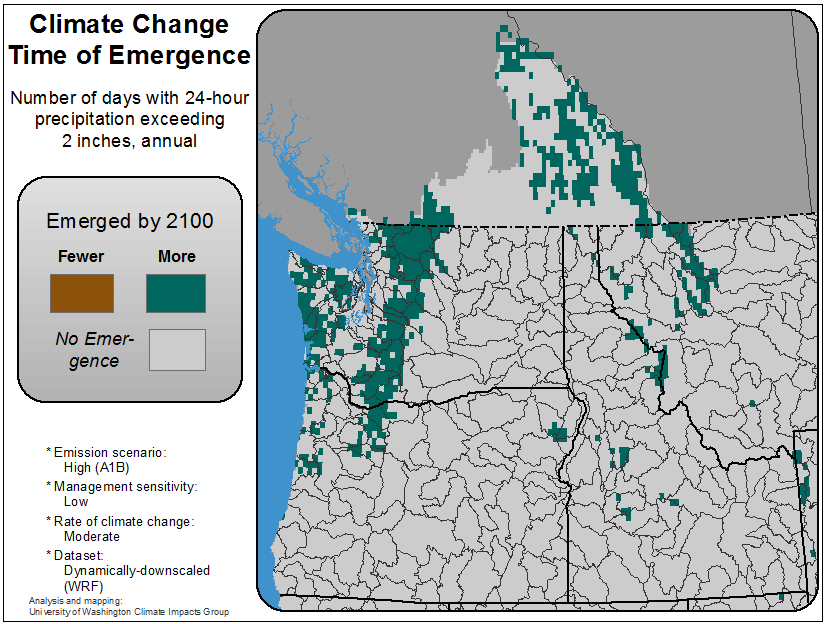 Climate Change
Time of Emergence
Number of days with 24-hour
precipitation exceeding
2 inches, annual
Emerged by 2100
Fewer
More
No Emer-
gence
* Emission scenario:
High (A1B)
* Management sensitivity:
Low
* Rate of climate change:
Moderate
* Dataset:
Dynamically-downscaled
(WRF)
Analysis and mapping:
University of Washington Climate Impacts Group